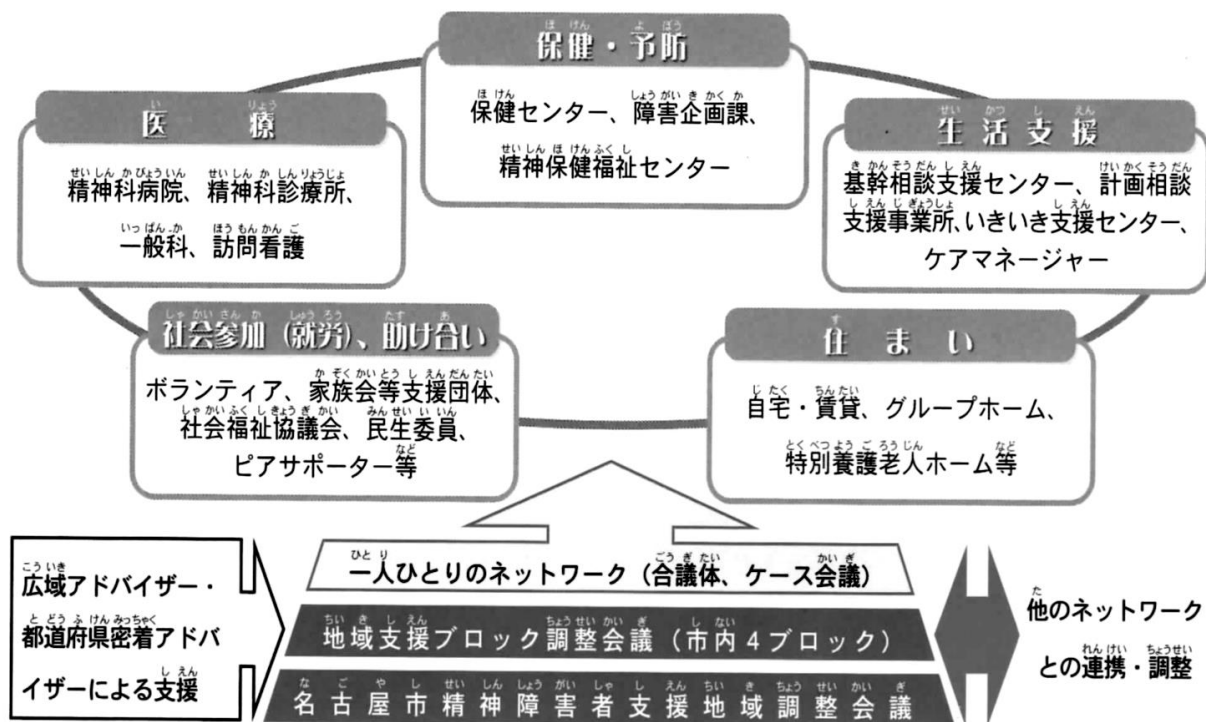 保健・予防
保健センター、障害企画課、
精神保健福祉センター
医療
精神科病院、精神科診療所、
一般科、訪問看護
生活支援
基幹相談支援センター、計画相談
支援事業所、いきいき支援センター、
ケアマネージャー
社会参加（就労）、助け合い
ボランティア、家族会等支援団体、
社会福祉協議会、民生委員、
ピアサポーター等
住まい
自宅・賃貸、グループホーム、
特別養護老人ホーム等
広域アドバイザー・
都道府県密着アドバ
イザーによる支援
一人ひとりのネットワーク（合議体、ケース会議）
地域支援ブロック調整会議（市内４ブロック）
名古屋市精神障害者支援地域調整会議
他のネットワーク
との連携・調整